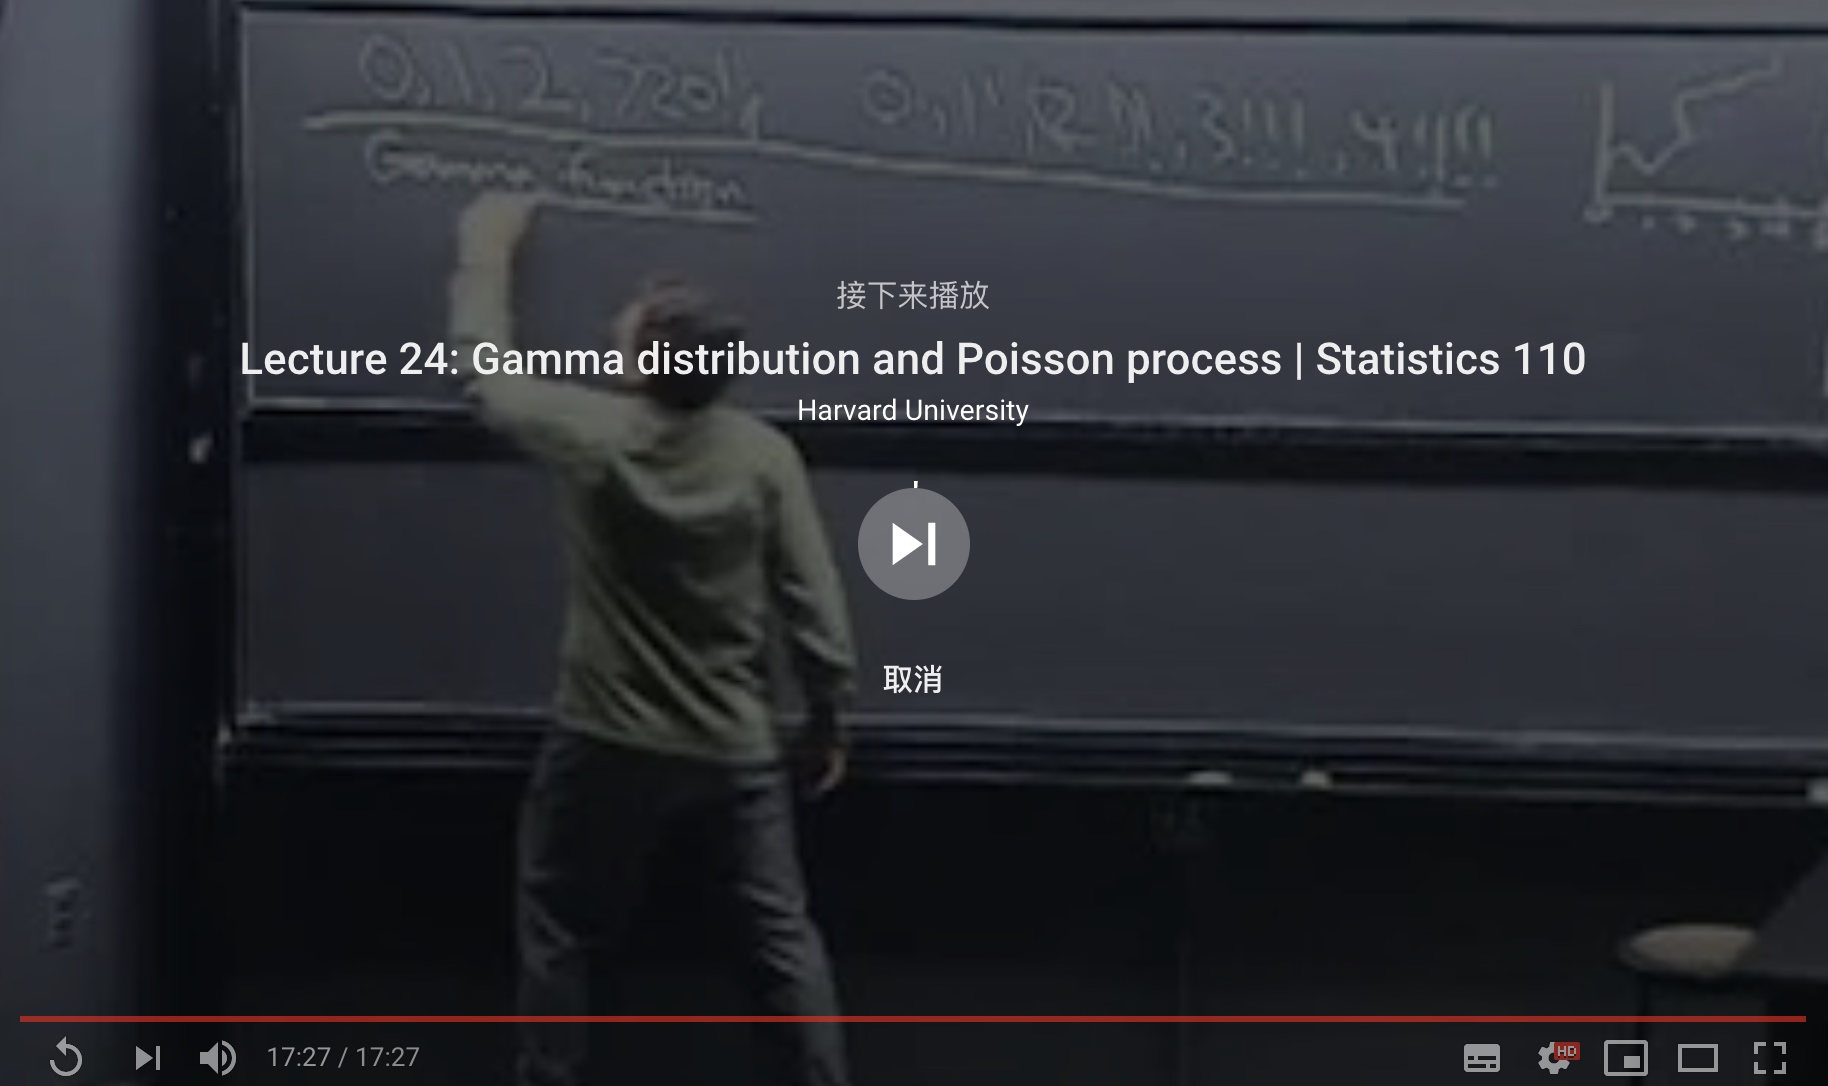 0, 1, 2, 720!, 0, 1!, 2!!, 3!!!, 4!!!!
Gamma function
接下来播放
Lecture 24: Gamma distribution and Poisson process | Statistics 110
Harvard University
取消
17:27 / 17:27
HD